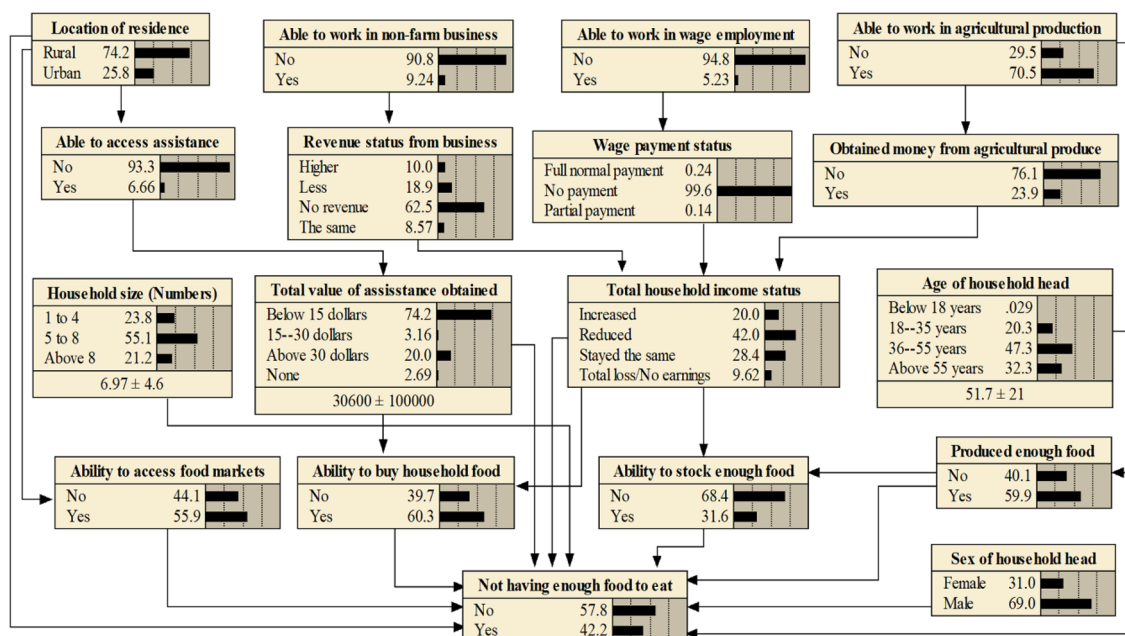 Location of residence
Rural 74.2
Urban 25.8
Able to work in non-farm business
No 90.8
Yes 9.24
Able to work in wage employment
No 94.8
Yes 5.23
Able to work in agricultural production
No 29.5
Yes 70.5
Able to access assistance
No 93.3
Yes 6.66
Revenue status from business
Higher 10.0
Less 18.9
No revenue 62.5
The same 8.57
Wage payment status
Full normal payment 0.24
No payment 99.6
Partial payment 0.14
Obtained money from agricultural produce
No 76.1
Yes 23.9
Household size (Numbers)
1 to 4 23.8
5 to 8 55.1
Above 8 21.2
6.97 ± 4.6
Total value of assisstance obtained
Below 15 dollars 74.2
15--30 dollars 3.16
Above 30 dollars 20.0
None 2.69
30600 ± 100000
Total household income status
Increased 20.0
Reduced 42.0
Stayed the same 28.4
Total loss/No earnings 9.62
Age of household head
Below 18 years .029
18--35 years 20.3
36--55 years 47.3
Above 55 years 32.3
51.7 ± 21
Ability to access food markets
No 44.1
Yes 55.9
Ability to buy household food
No 39.7
Yes 60.3
Ability to stock enough food
No 68.4
Yes 31.6
Produced enough food
No 40.1
Yes 59.9
Not having enough food to eat
No 57.8
Yes 42.2
Sex of household head
Female 31.0
Male 69.0